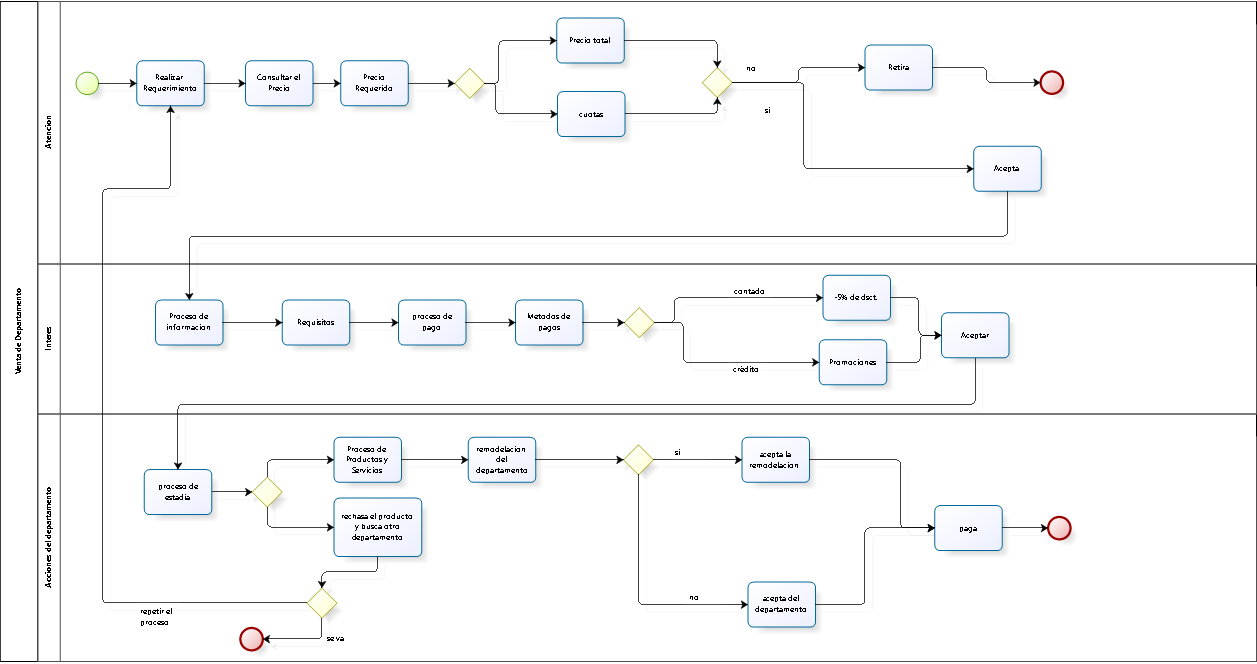 Venta de Departamento
Atencion
Realizar
Requerimiento
Consultar el
Precio
Precio
Requerido
Precio total
cuotas
no
si
Retira
Acepta
Interes
Proceso de
informacion
Requisitos
proceso de
pago
Metodos de
pagos
contado
crèdito
-5% de dsct.
Promociones
Aceptar
Acciones del departamento
proceso de
estadia
Proceso de
Productos y
Servicios
rechasa el producto
y busca otro
departamento
remodelacion
del
departamento
si
no
acepta la
remodelacion
acepta del
departamento
paga
repetir el
proceso
se va